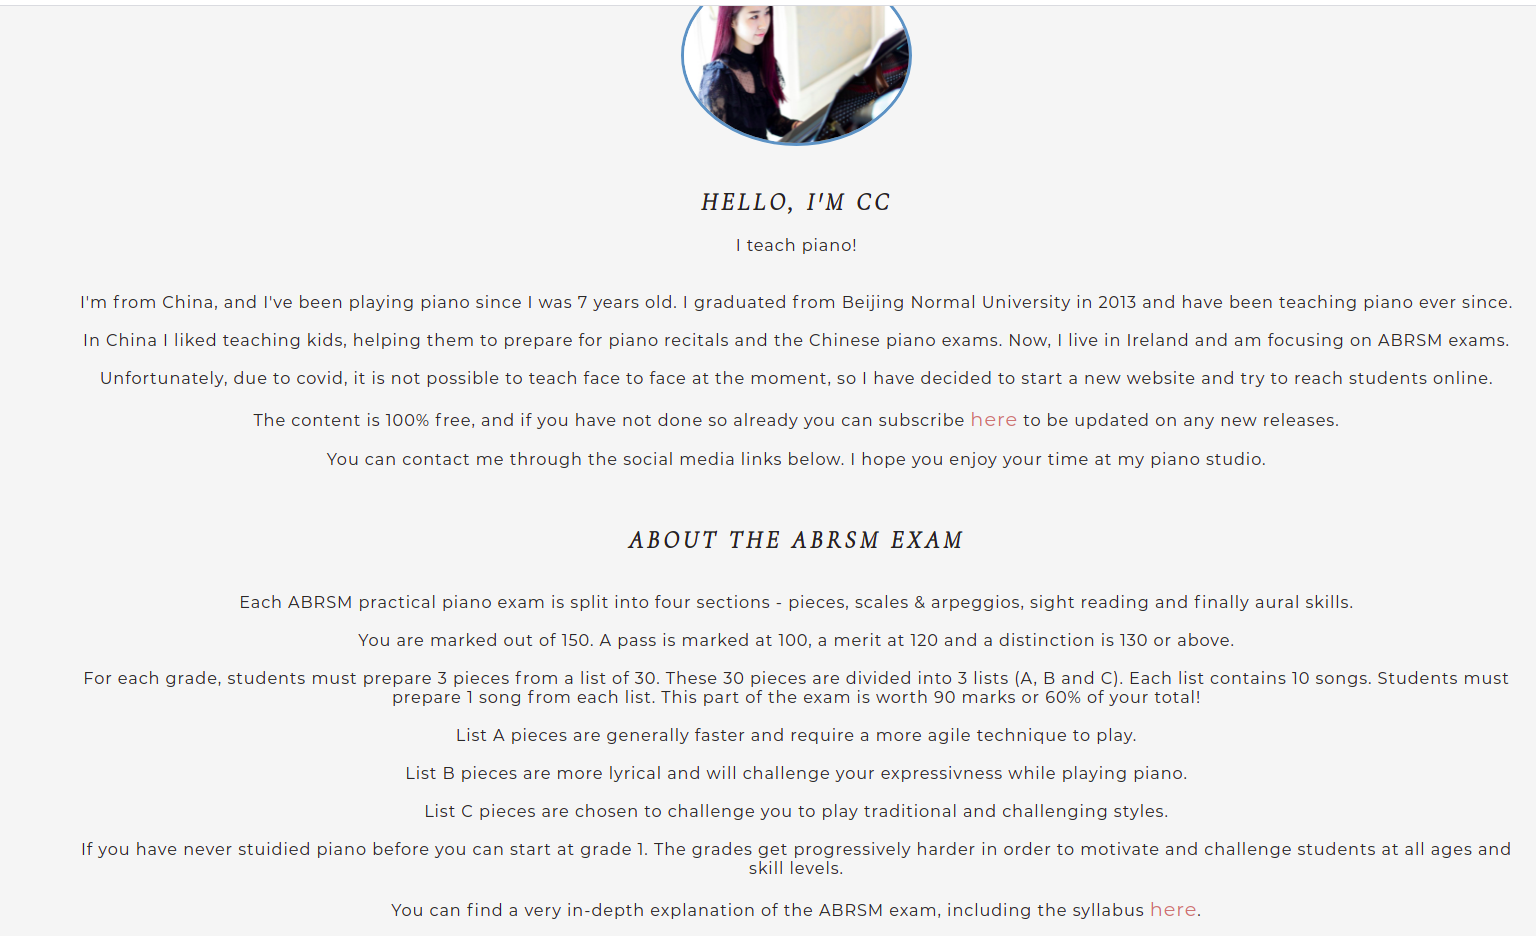 HELLO, I'M CC
I teach piano!
I'm from China, and I've been playing piano since I was 7 years old. I graduated from Beijing Normal University in 2013 and have been teaching piano ever since.
In China I liked teaching kids, helping them to prepare for piano recitals and the Chinese piano exams. Now, I live in Ireland and am focusing on ABRSM exams.
Unfortunately, due to covid, it is not possible to teach face to face at the moment, so I have decided to start a new website and try to reach students online.
The content is 100% free, and if you have not done so already you can subscribe here to be updated on any new releases.
You can contact me through the social media links below. I hope you enjoy your time at my piano studio.
ABOUT THE ABRSM EXAM
Each ABRSM practical piano exam is split into four sections - pieces, scales & arpeggios, sight reading and finally aural skills.
You are marked out of 150. A pass is marked at 100, a merit at 120 and a distinction is 130 or above.
For each grade, students must prepare 3 pieces from a list of 30. These 30 pieces are divided into 3 lists (A, B and C). Each list contains 10 songs. Students must
prepare 1 song from each list. This part of the exam is worth 90 marks or 60% of your total!
List A pieces are generally faster and require a more agile technique to play.
List B pieces are more lyrical and will challenge your expressivness while playing piano.
List C pieces are chosen to challenge you to play traditional and challenging styles.
If you have never stuidied piano before you can start at grade 1. The grades get progressively harder in order to motivate and challenge students at all ages and
skill levels.
You can find a very in-depth explanation of the ABRSM exam, including the syllabus here.